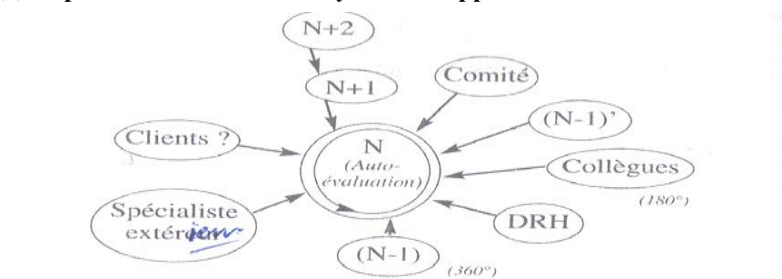 N+2
N+1
Comité
(N-1)'
Clients ?
N
(Auto-
évaluation)
Collègues
(180°)
Spécialiste
DRH
(N-1)
(360°)